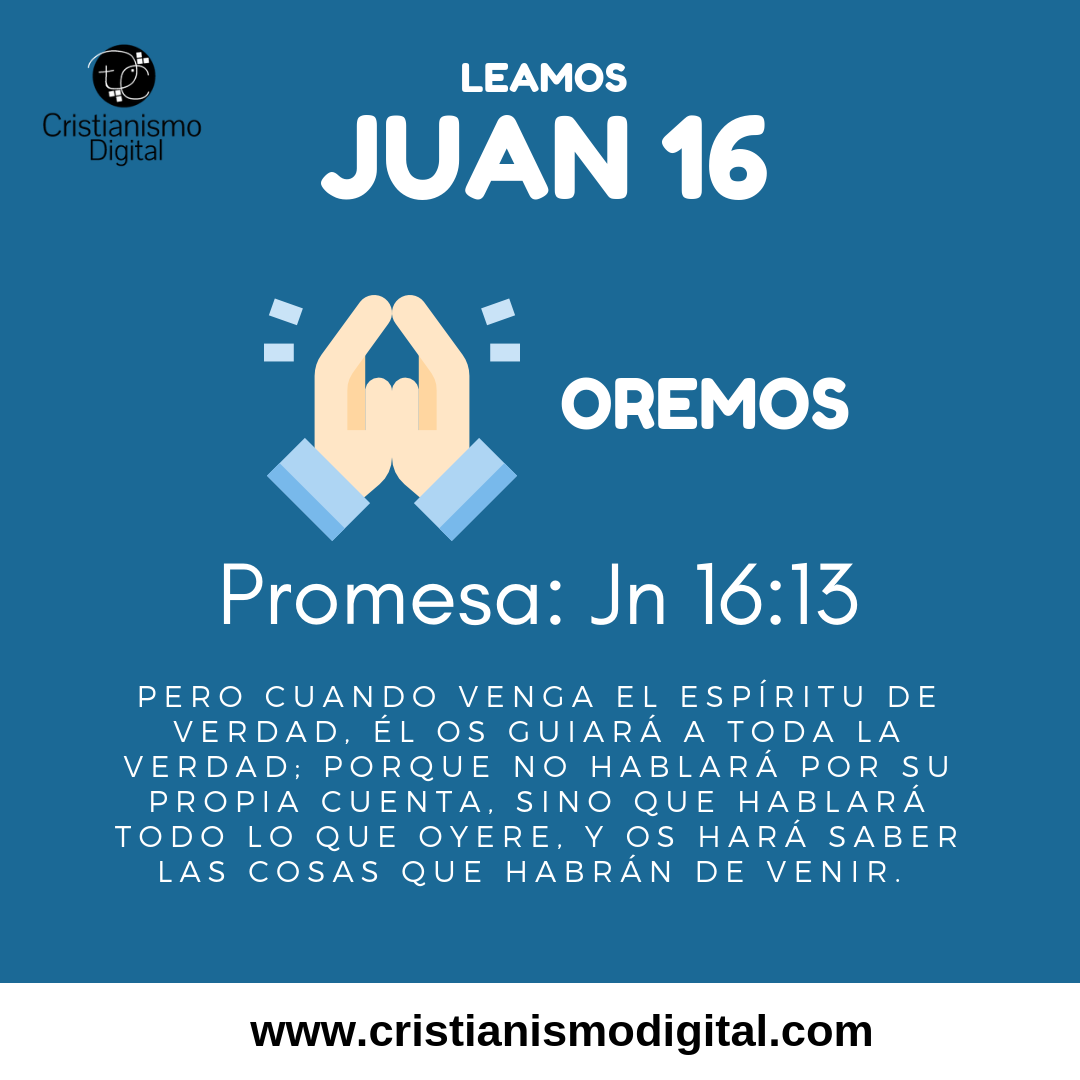 Cristianismo
Digital
LEAMOS
JUAN 16
OREMOS
Promesa: Jn 16:13
PERO CUANDO VENGA EL ESPÍRITU DE
VERDAD, ÉL OS GUIARÁ A TODA LA
VERDAD; PORQUE NO HABLARÁ POR SU
PROPIA CUENTA, SINO QUE HABLARÁ
TODO LO QUE OYERE, Y OS HARÁ SABER
LAS COSAS QUE HABRÁN DE VENIR.
www.cristianismodigital.com